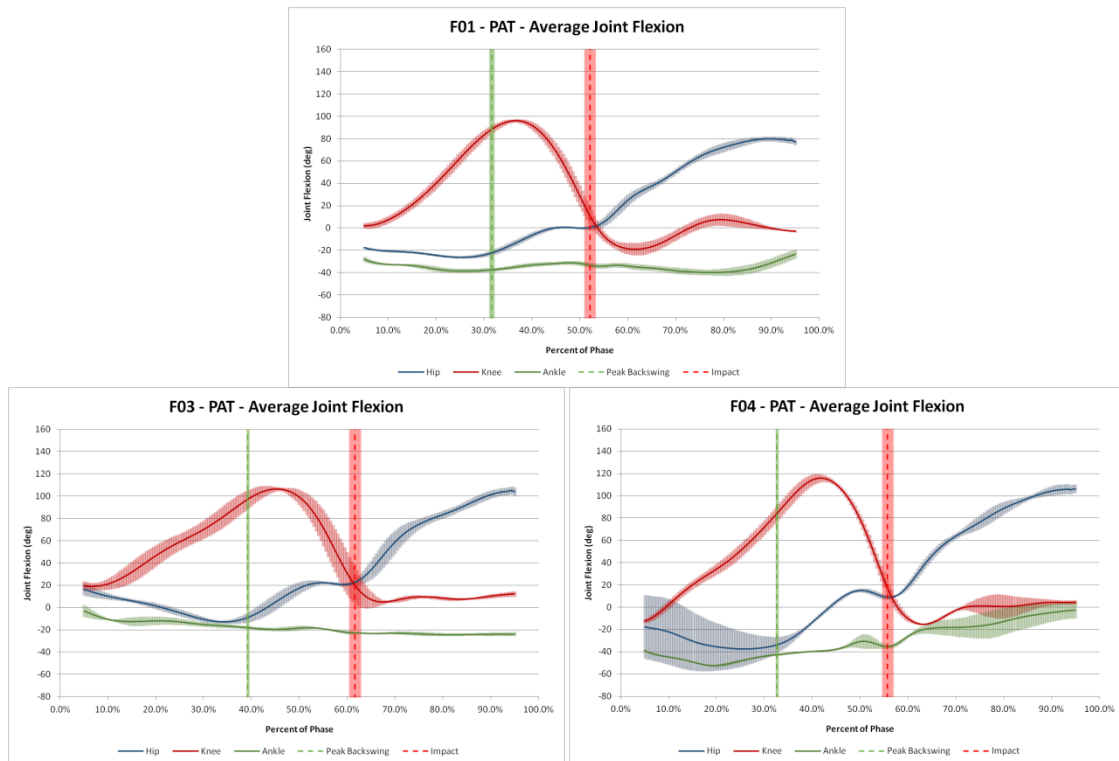 F01 - PAT - Average Joint Flexion
160
140
120
100
80
60
40
20
0
-20
-40
-60
-80
Joint Flexion (deg)
0.0% 10.0% 20.0% 30.0% 40.0% 50.0% 60.0% 70.0% 80.0% 90.0% 100.0%
Percent of Phase
Hip Knee Ankle Peak Backswing Impact
F03 - PAT - Average Joint Flexion
160
140
120
100
80
60
40
20
0
-20
-40
-60
-80
Joint Flexion (deg)
0.0% 10.0% 20.0% 30.0% 40.0% 50.0% 60.0% 70.0% 80.0% 90.0% 100.0%
Percent of Phase
Hip Knee Ankle Peak Backswing Impact
F04 - PAT - Average Joint Flexion
160
140
120
100
80
60
40
20
0
-20
-40
-60
-80
Joint Flexion (deg)
0.0% 10.0% 20.0% 30.0% 40.0% 50.0% 60.0% 70.0% 80.0% 90.0% 100.0%
Percent of Phase
Hip Knee Ankle Peak Backswing Impact